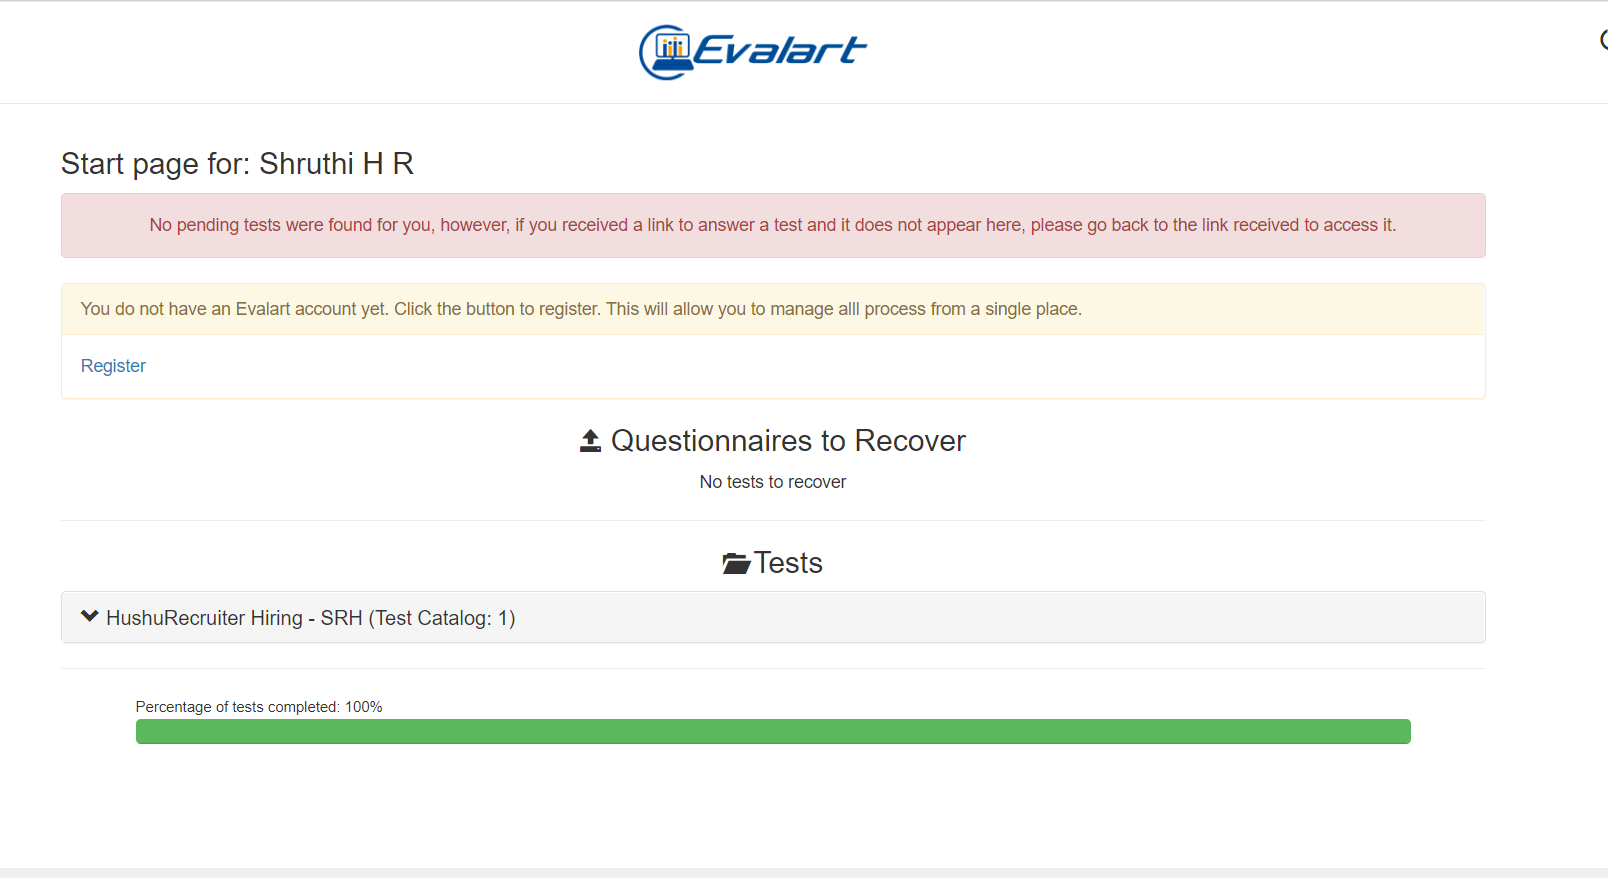 Evalart
Start page for: Shruthi H R
No pending tests were found for you, however, if you received a link to answer a test and it does not appear here, please go back to the link received to access it.
You do not have an Evalart account yet. Click the button to register. This will allow you to manage alll process from a single place.
Register
Questionnaires to Recover
No tests to recover
Tests
HushuRecruiter Hiring - SRH (Test Catalog: 1)
Percentage of tests completed: 100%